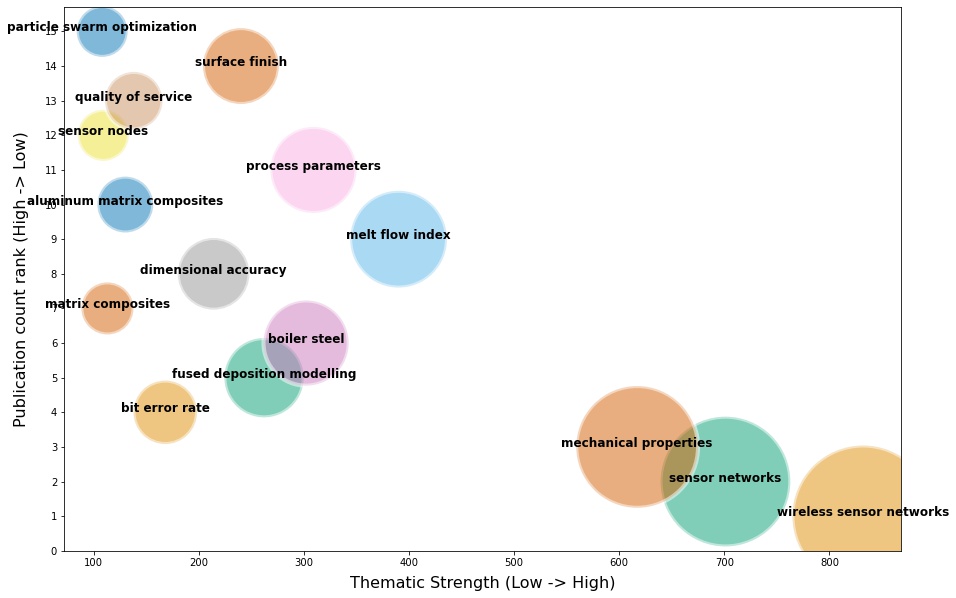 particle swarm optimization
surface finish
quality of service
sensor nodes
process parameters
aluminum matrix composites
melt flow index
dimensional accuracy
matrix composites
boiler steel
fused deposition modelling
bit error rate
mechanical properties
sensor networks
wireless sensor networks
Publication count rank (High -> Low)
15
14
13
12
11
10
9
8
7
6
5
4
3
2
1
0
100
200
300
400
500
600
700
800
Thematic Strength (Low -> High)